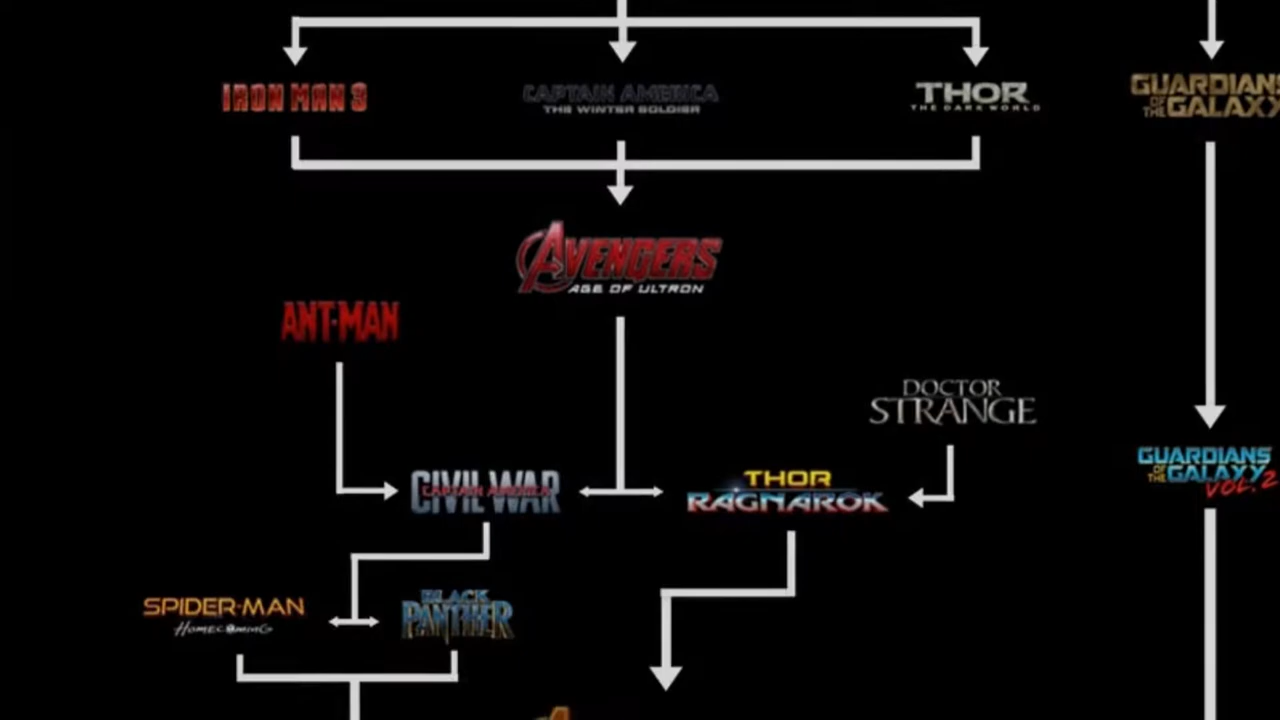 IRON MAN 3
CAPTAIN AMERICA
THE WINTER SOLDIER
THOR
THE DARK WORLD
GUARDIANS
OF THE GALAXY
AVENGERS
AGE OF ULTRON
ANT-MAN
DOCTOR
STRANGE
CIVIL WAR
CAPTAIN AMERICA
THOR
RAGNAROK
GUARDIANS
OF THE GALAXY
VOL. 2
SPIDER-MAN
HOMECOMING
BLACK
PANTHER